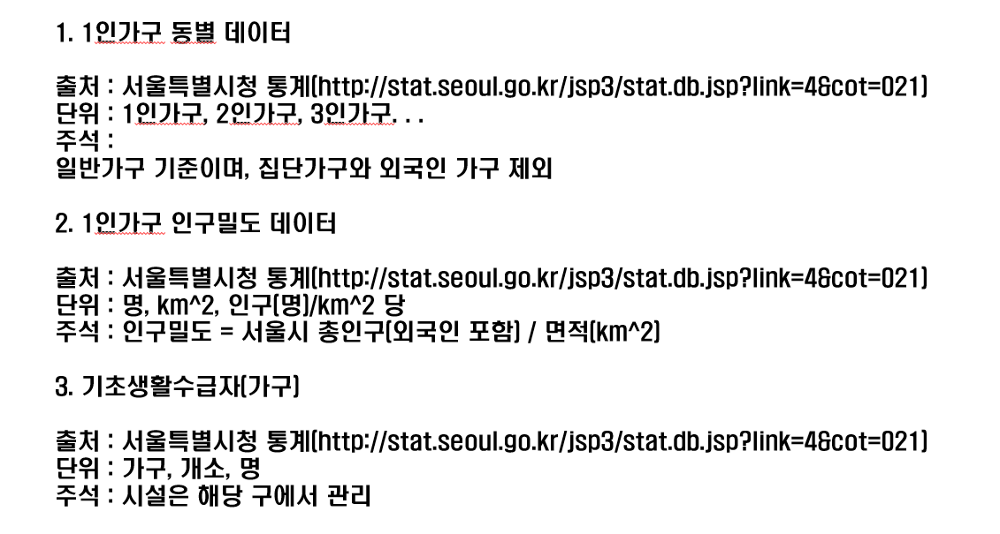 1. 1인가구 동별 데이터
출처 : 서울특별시청 통계(http://stat.seoul.go.kr/jsp3/stat.db.jsp?link=4&cot=021)
단위 : 1인가구, 2인가구, 3인가구. . .
주석 :
일반가구 기준이며, 집단가구와 외국인 가구 제외
2. 1인가구 인구밀도 데이터
출처 : 서울특별시청 통계(http://stat.seoul.go.kr/jsp3/stat.db.jsp?link=4&cot=021)
단위 : 명, km^2, 인구(명)/km^2 당
주석 : 인구밀도 = 서울시 총인구(외국인 포함) / 면적(km^2)
3. 기초생활수급자(가구)
출처 : 서울특별시청 통계(http://stat.seoul.go.kr/jsp3/stat.db.jsp?link=4&cot=021)
단위 : 가구, 개소, 명
주석 : 시설은 해당 구에서 관리